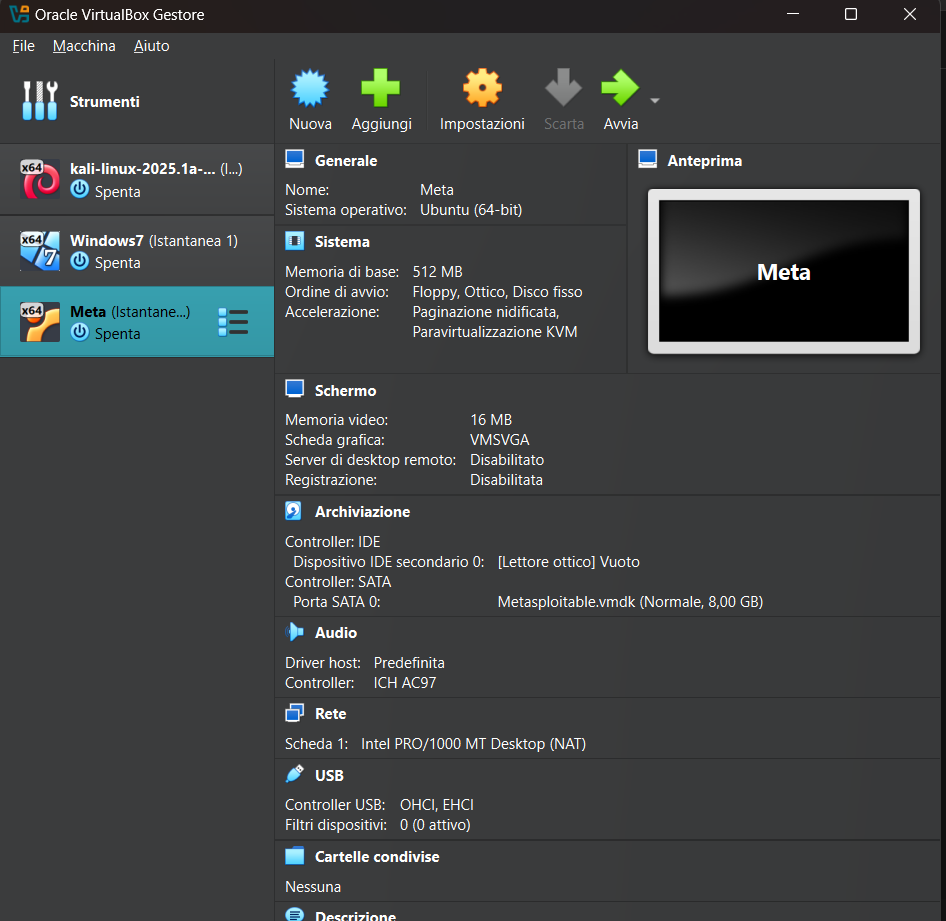 Oracle VirtualBox Gestore
File Macchina Aiuto
Strumenti
Nuova Aggiungi Impostazioni Scarta Avvia
x64 kali-linux-2025.1a-... (I...)
Spenta
x64 Windows7 (Istantanea 1)
7 Spenta
x64 Meta (Istantane...)
Spenta
Generale
Nome: Meta
Sistema operativo: Ubuntu (64-bit)
Sistema
Memoria di base: 512 MB
Ordine di avvio: Floppy, Ottico, Disco fisso
Accelerazione: Paginazione nidificata,
Paravirtualizzazione KVM
Anteprima
Meta
Schermo
Memoria video: 16 MB
Scheda grafica: VMSVGA
Server di desktop remoto: Disabilitato
Registrazione: Disabilitata
Archiviazione
Controller: IDE
Dispositivo IDE secondario 0: [Lettore ottico] Vuoto
Controller: SATA
Porta SATA 0: Metasploitable.vmdk (Normale, 8,00 GB)
Audio
Driver host: Predefinita
Controller: ICH AC97
Rete
Scheda 1: Intel PRO/1000 MT Desktop (NAT)
USB
Controller USB: OHCI, EHCI
Filtri dispositivi: 0 (0 attivo)
Cartelle condivise
Nessuna
Descrizione